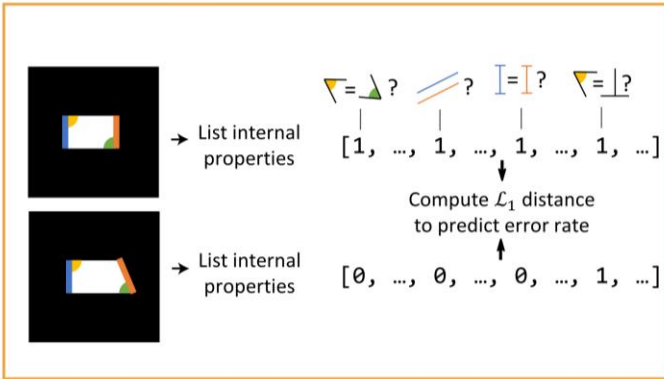 = ? ? = ? = ?
List internal
properties
[1, …, 1, …, 1, …, 1, …]
Compute ℒ₁ distance
to predict error rate
List internal
properties
[0, …, 0, …, 0, …, 1, …]